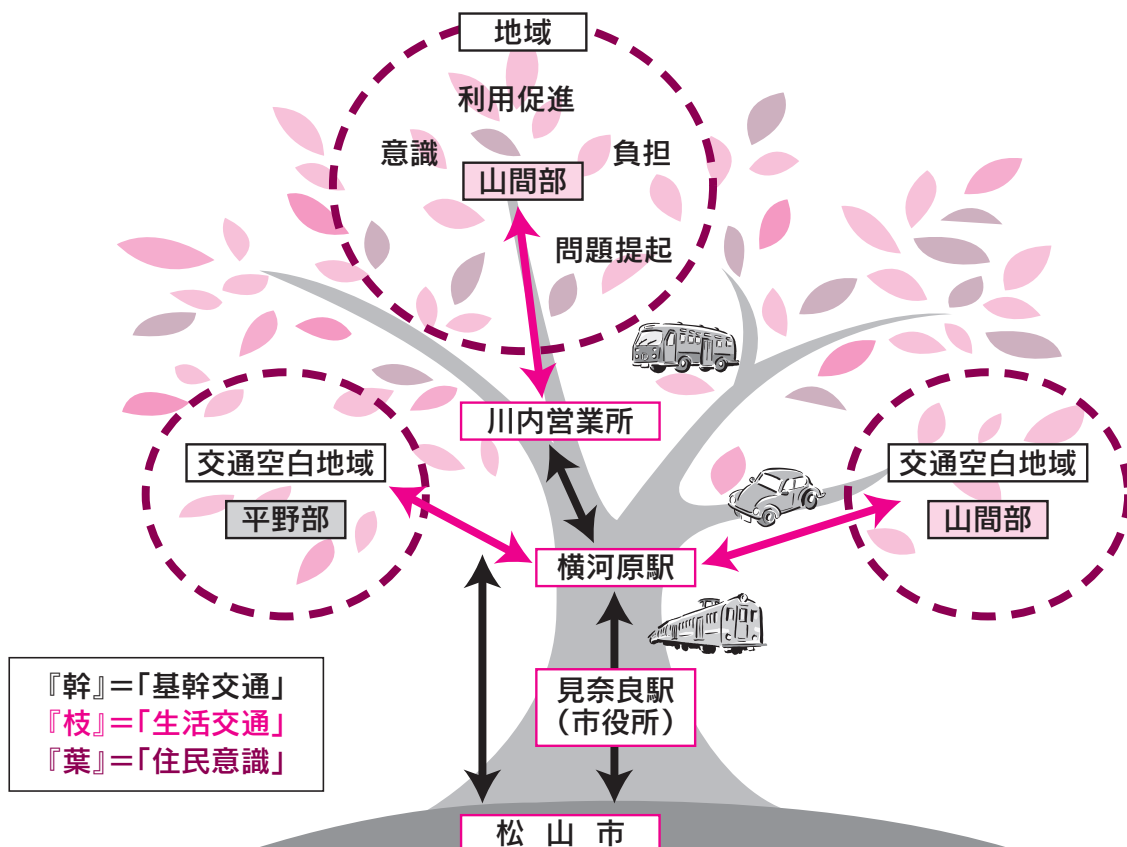 地域
利用促進
意識
負担
山間部
問題提起
川内営業所
交通空白地域
平野部
交通空白地域
山間部
横河原駅
見奈良駅
（市役所）
『幹』＝「基幹交通」
『枝』＝「生活交通」
『葉』＝「住民意識」
松山市